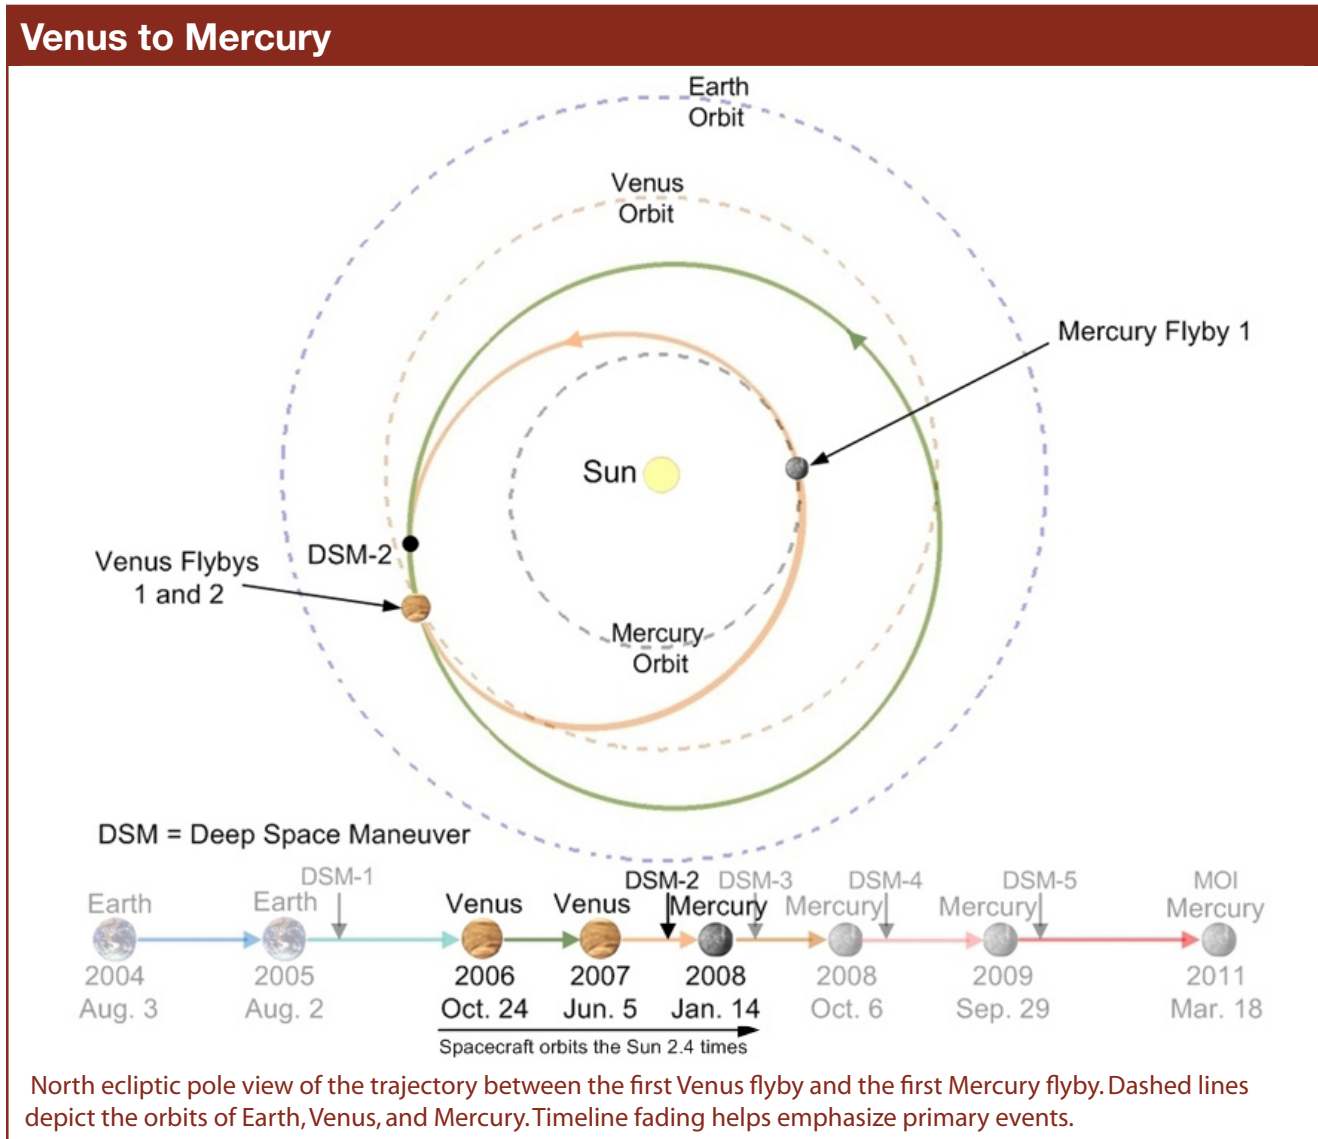 Venus to Mercury
Earth
Orbit
Venus
Orbit
Mercury Flyby 1
Sun
DSM-2
Venus Flybys
1 and 2
Mercury
Orbit
DSM = Deep Space Maneuver
DSM-1
DSM-2
DSM-3
DSM-4
DSM-5
MOI
Earth
Earth
Venus
Venus
Mercury
Mercury
Mercury
Mercury
2004
2005
2006
2007
2008
2008
2009
2011
Aug. 3
Aug. 2
Oct. 24
Jun. 5
Jan. 14
Oct. 6
Sep. 29
Mar. 18
Spacecraft orbits the Sun 2.4 times
North ecliptic pole view of the trajectory between the first Venus flyby and the first Mercury flyby. Dashed lines
depict the orbits of Earth, Venus, and Mercury. Timeline fading helps emphasize primary events.